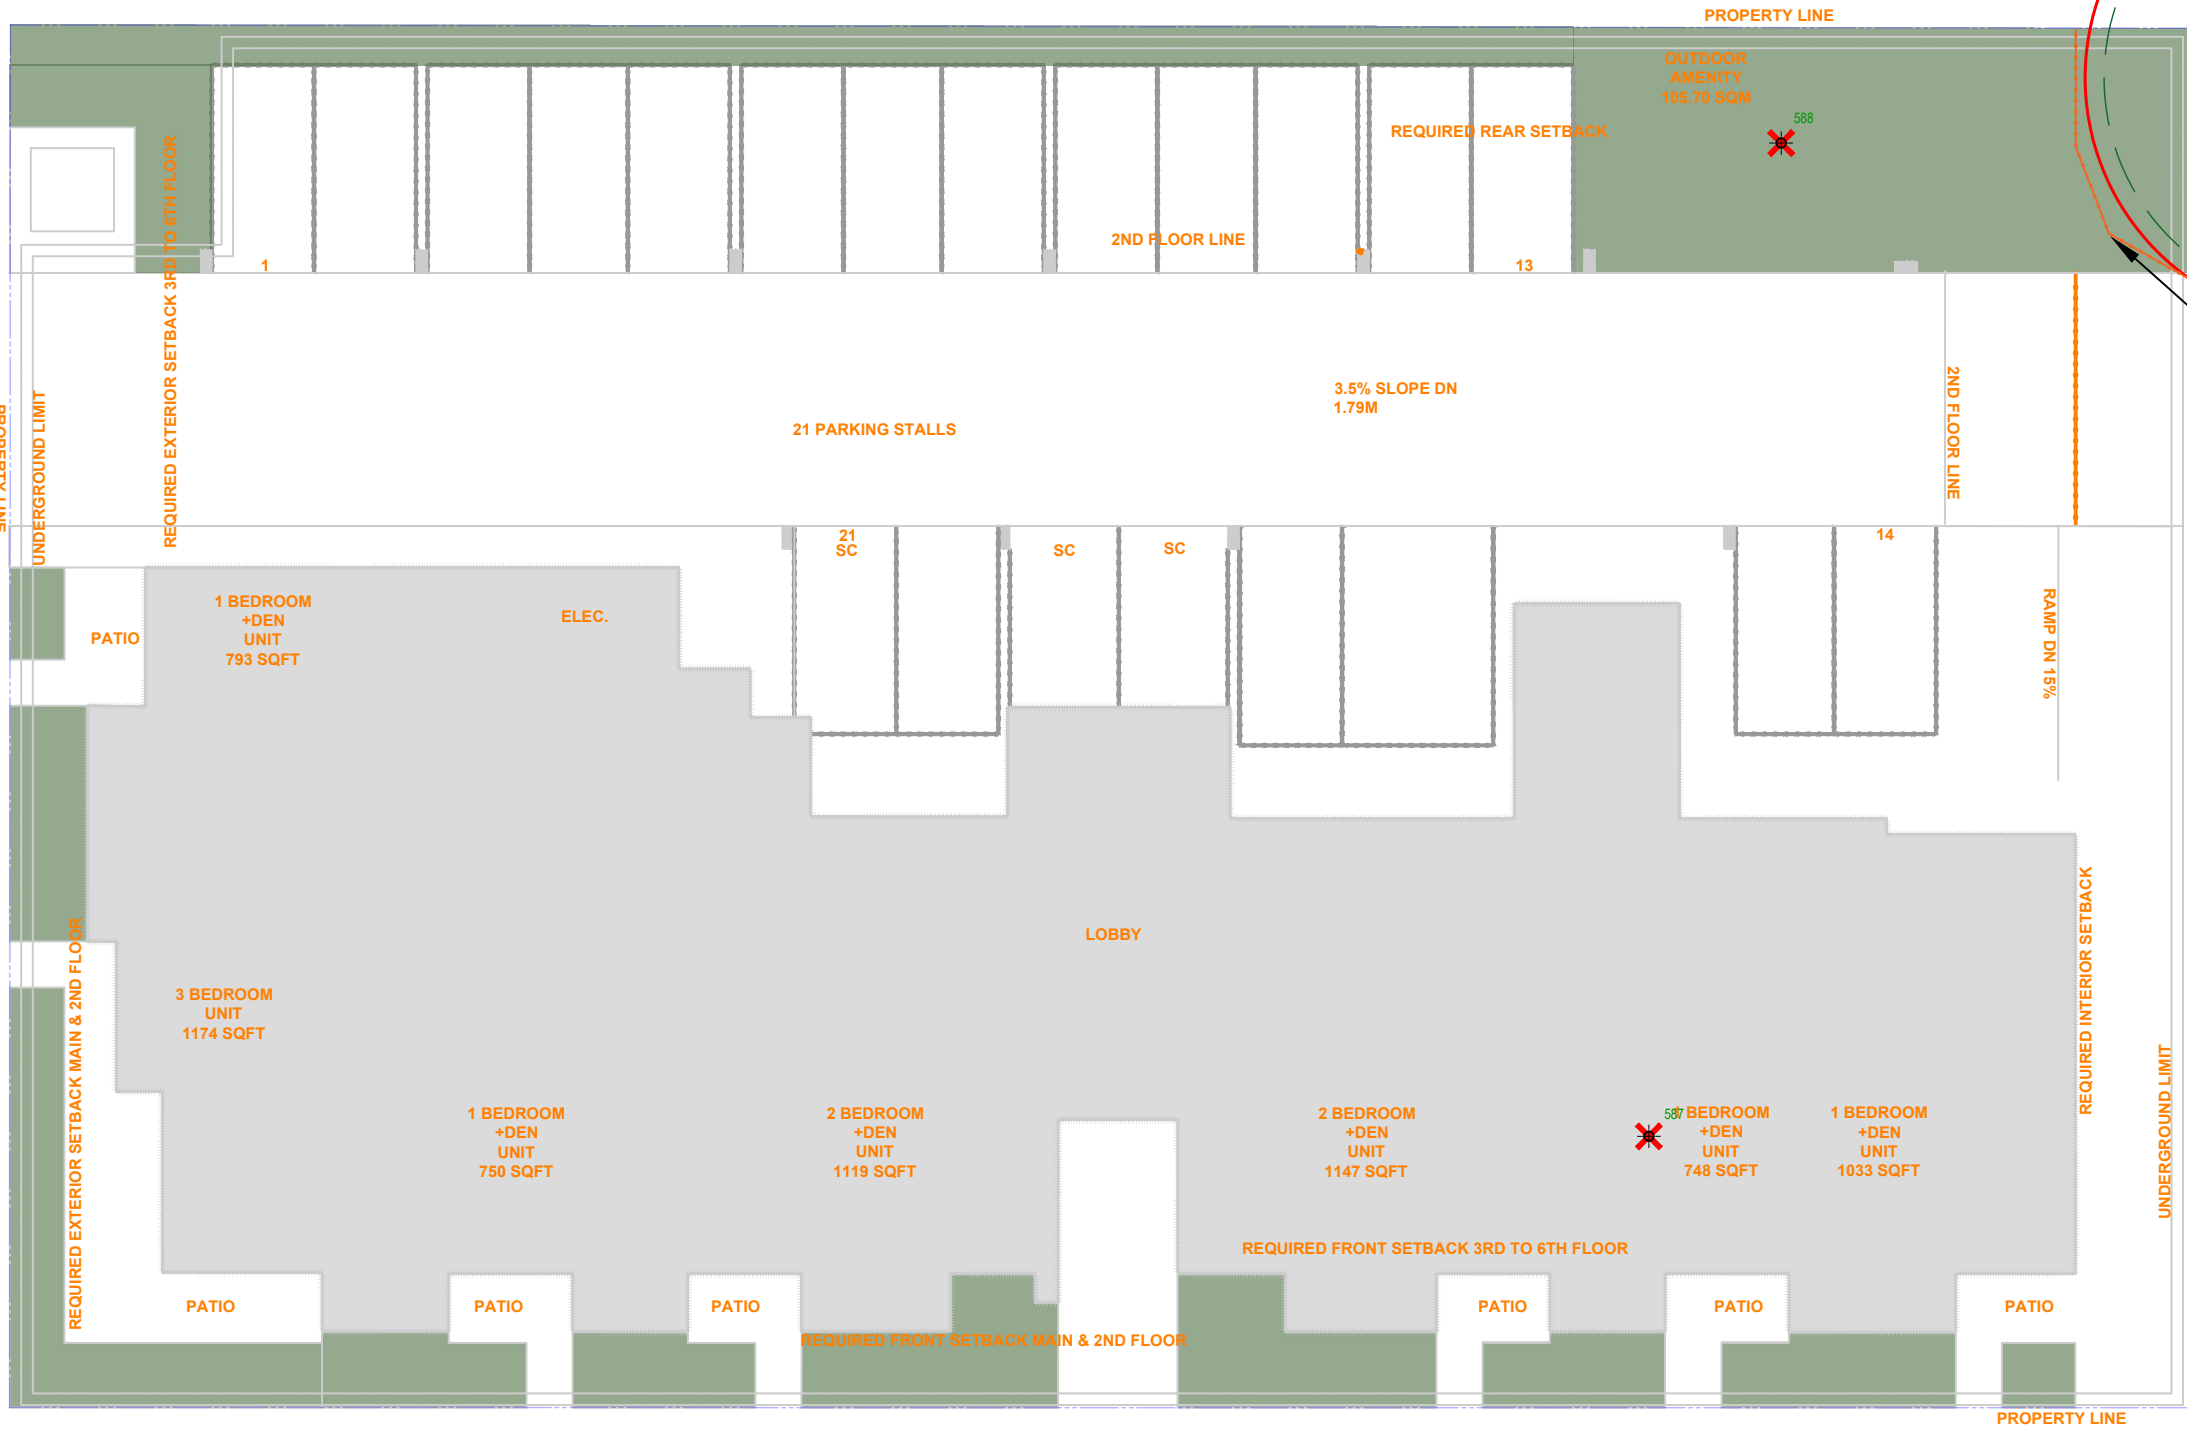 PROPERTY LINE
OUTDOOR
AMENITY
105.70 SQM
588
REQUIRED REAR SETBACK
REQUIRED EXTERIOR SETBACK 3RD TO 6TH FLOOR
2ND FLOOR LINE
1
13
3.5% SLOPE DN
1.79M
21 PARKING STALLS
2ND FLOOR LINE
UNDERGROUND LIMIT
PROPERTY LINE
21
SC
SC
SC
14
1 BEDROOM
+DEN
UNIT
793 SQFT
ELEC.
PATIO
RAMP DN 15%
LOBBY
REQUIRED INTERIOR SETBACK
3 BEDROOM
UNIT
1174 SQFT
REQUIRED EXTERIOR SETBACK MAIN & 2ND FLOOR
UNDERGROUND LIMIT
1 BEDROOM
+DEN
UNIT
750 SQFT
2 BEDROOM
+DEN
UNIT
1119 SQFT
2 BEDROOM
+DEN
UNIT
1147 SQFT
587
1 BEDROOM
+DEN
UNIT
748 SQFT
1 BEDROOM
+DEN
UNIT
1033 SQFT
REQUIRED FRONT SETBACK 3RD TO 6TH FLOOR
PATIO
PATIO
PATIO
PATIO
PATIO
PATIO
REQUIRED FRONT SETBACK MAIN & 2ND FLOOR
PROPERTY LINE